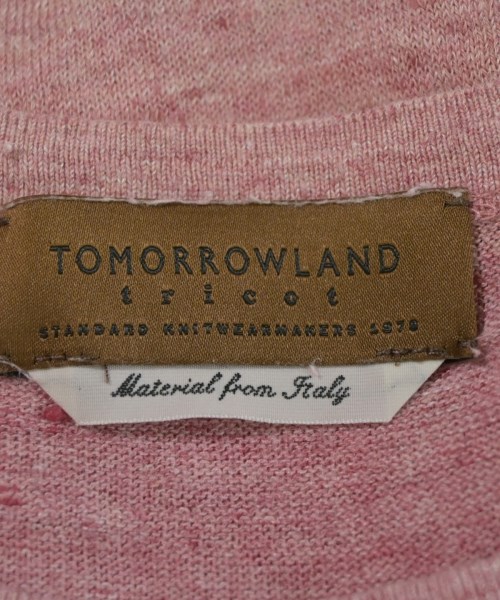 TOMORROWLAND
tricot
STANDARD KNITWEARMAKERS 1978
Material from Italy